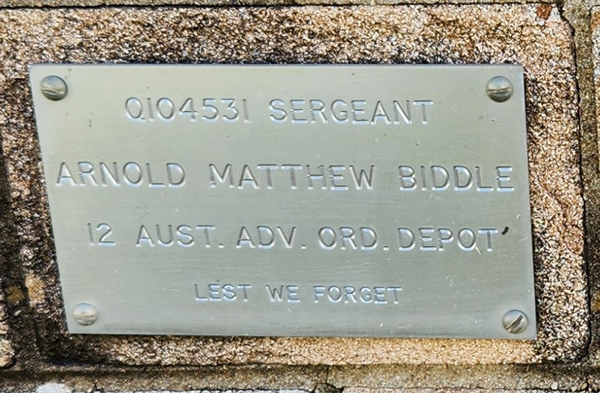 Q104531 SERGEANT
ARNOLD MATTHEW BIDDLE
12 AUST. ADV. ORD. DEPOT
LEST WE FORGET